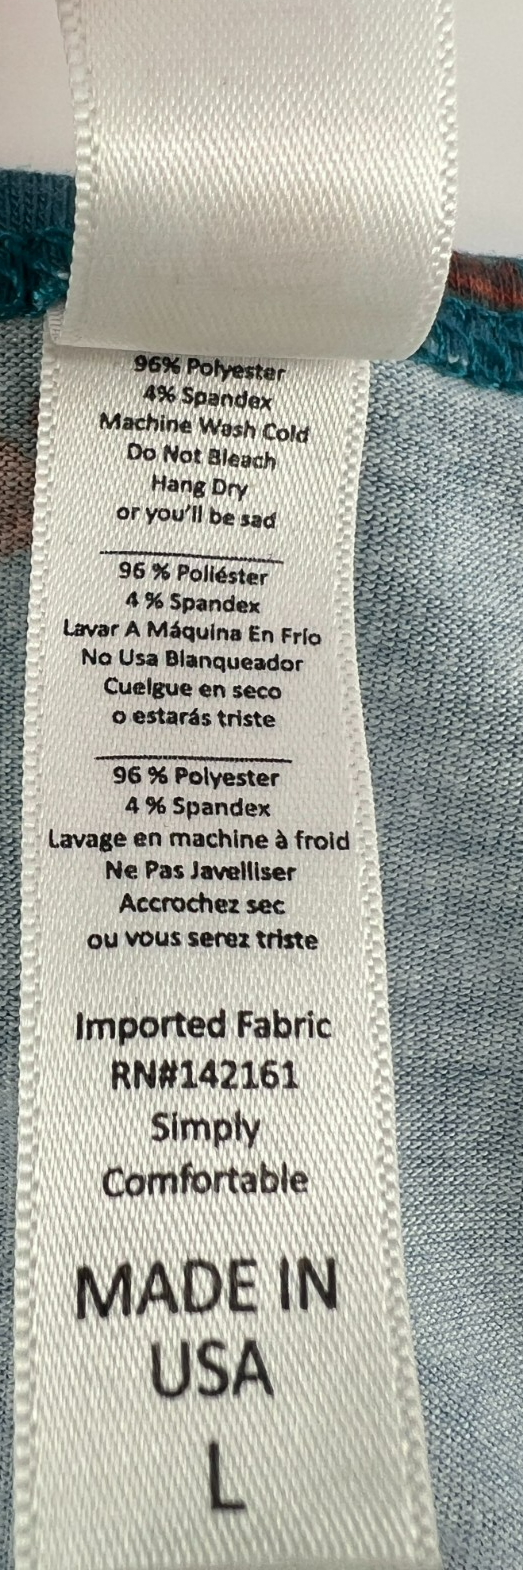 96% Polyester
4% Spandex
Machine Wash Cold
Do Not Bleach
Hang Dry
or you'll be sad
96 % Poliéster
4 % Spandex
Lavar A Máquina En Frío
No Usa Blanqueador
Cuelgue en seco
o estarás triste
96 % Polyester
4 % Spandex
Lavage en machine à froid
Ne Pas Javelliser
Accrochez sec
ou vous serez triste
Imported Fabric
RN#142161
Simply
Comfortable
MADE IN
USA
L